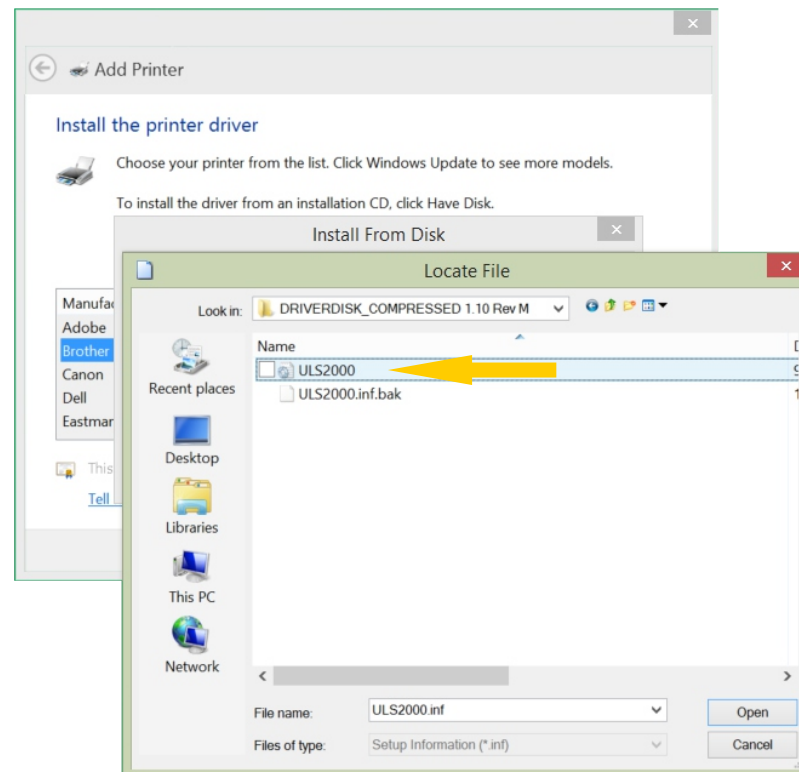 Add Printer
Install the printer driver
Choose your printer from the list. Click Windows Update to see more models.
To install the driver from an installation CD, click Have Disk.
Install From Disk
Locate File
Manufac
Adobe
Brother
Canon
Dell
Eastmar
This
Tell
Look in:
DRIVERDISK_COMPRESSED 1.10 Rev M
Name
ULS2000
ULS2000.inf.bak
Recent places
Desktop
Libraries
This PC
Network
File name:
ULS2000.inf
Open
Files of type:
Setup Information (*.inf)
Cancel